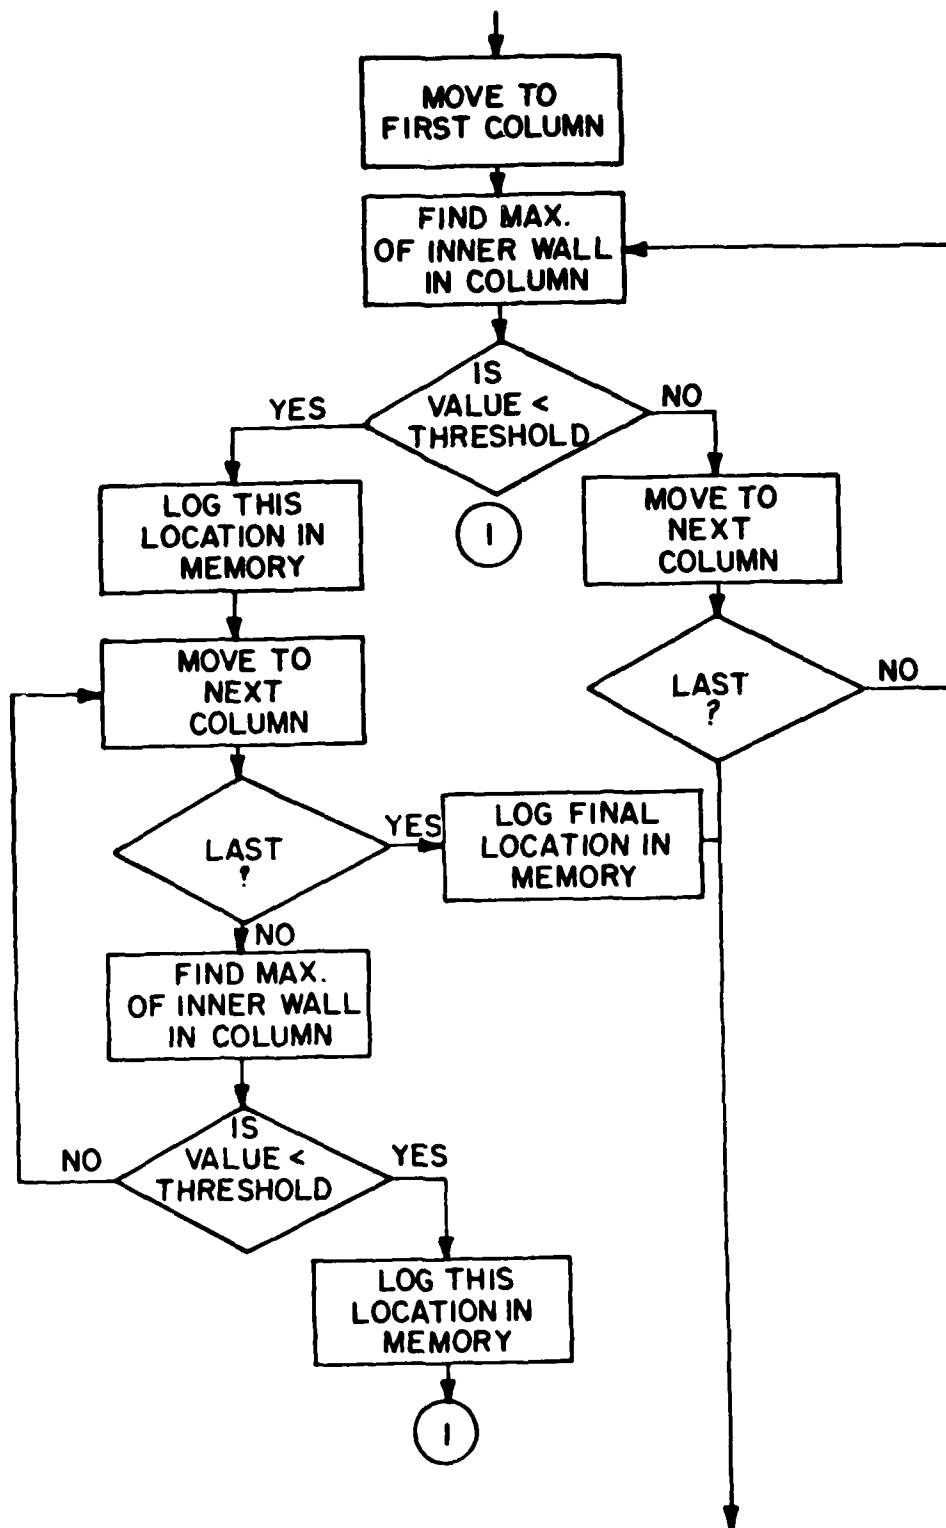 MOVE TO
FIRST COLUMN
FIND MAX.
OF INNER WALL
IN COLUMN
IS
VALUE <
THRESHOLD
YES
NO
LOG THIS
LOCATION IN
MEMORY
1
MOVE TO
NEXT
COLUMN
MOVE TO
NEXT
COLUMN
LAST
?
NO
LAST
?
YES
LOG FINAL
LOCATION IN
MEMORY
NO
FIND MAX.
OF INNER WALL
IN COLUMN
IS
VALUE <
THRESHOLD
NO
YES
LOG THIS
LOCATION IN
MEMORY
1